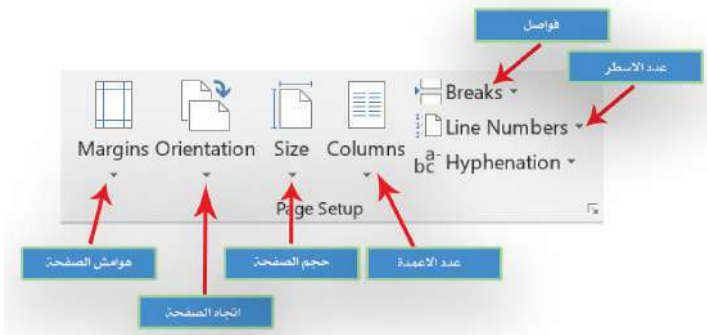 فواصل
عدد الاسطر
Breaks
Line Numbers
Margins Orientation Size Columns
bc a- Hyphenation
Page Setup
هوامش الصفحة
حجم الصفحة
عدد الاعمدة
اتجاه الصفحة